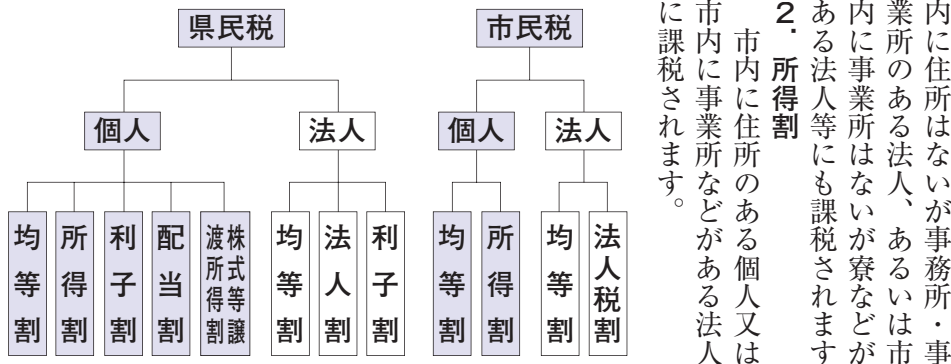 内に住所はないが事務所・事
業所のある法人、あるいは市
内に事業所はないが寮などが
ある法人等にも課税されます
2．所得割
市内に住所のある個人又は
市内に事業所などがある法人
に課税されます。
県民税
個人
均等割
所得割
利子割
配当割
株式等譲
渡所得割
法人
均等割
法人割
利子割
市民税
個人
均等割
所得割
法人
均等割
法人税割